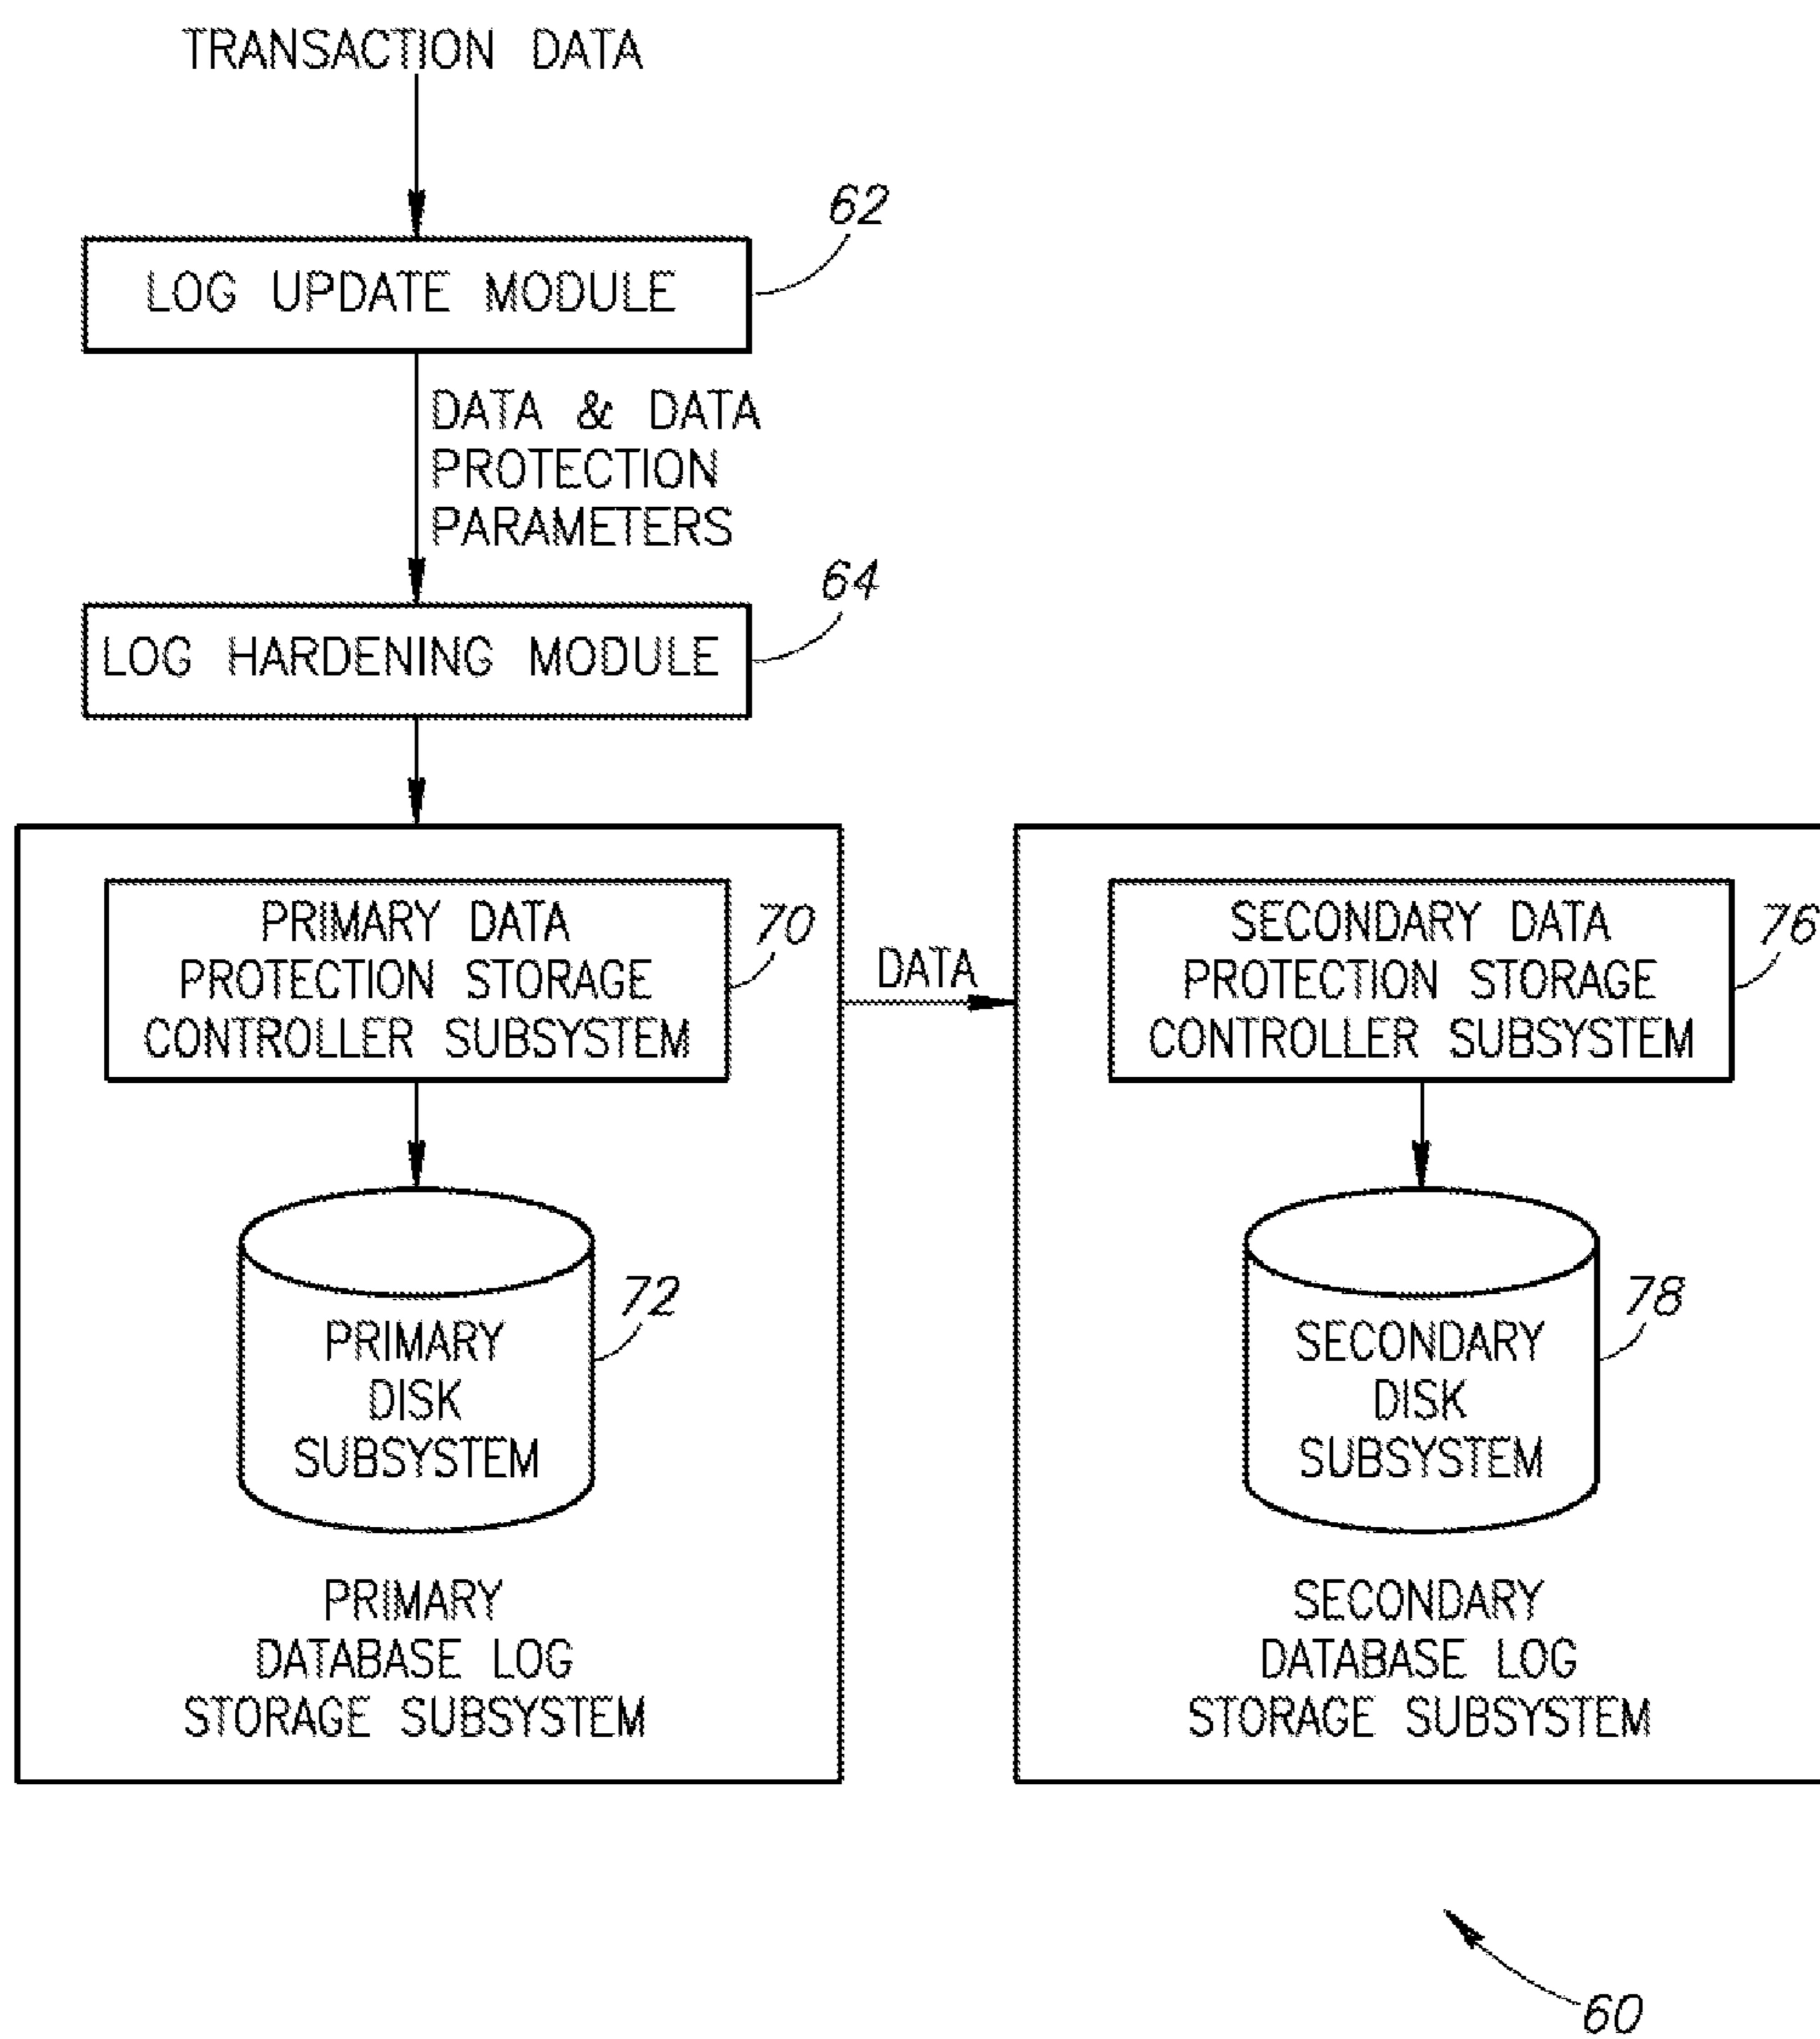 TRANSACTION DATA
62
LOG UPDATE MODULE
DATA & DATA
PROTECTION
PARAMETERS
64
LOG HARDENING MODULE
PRIMARY DATA
PROTECTION STORAGE
CONTROLLER SUBSYSTEM
70
DATA
SECONDARY DATA
PROTECTION STORAGE
CONTROLLER SUBSYSTEM
76
72
PRIMARY
DISK
SUBSYSTEM
78
SECONDARY
DISK
SUBSYSTEM
PRIMARY
DATABASE LOG
STORAGE SUBSYSTEM
SECONDARY
DATABASE LOG
STORAGE SUBSYSTEM
60